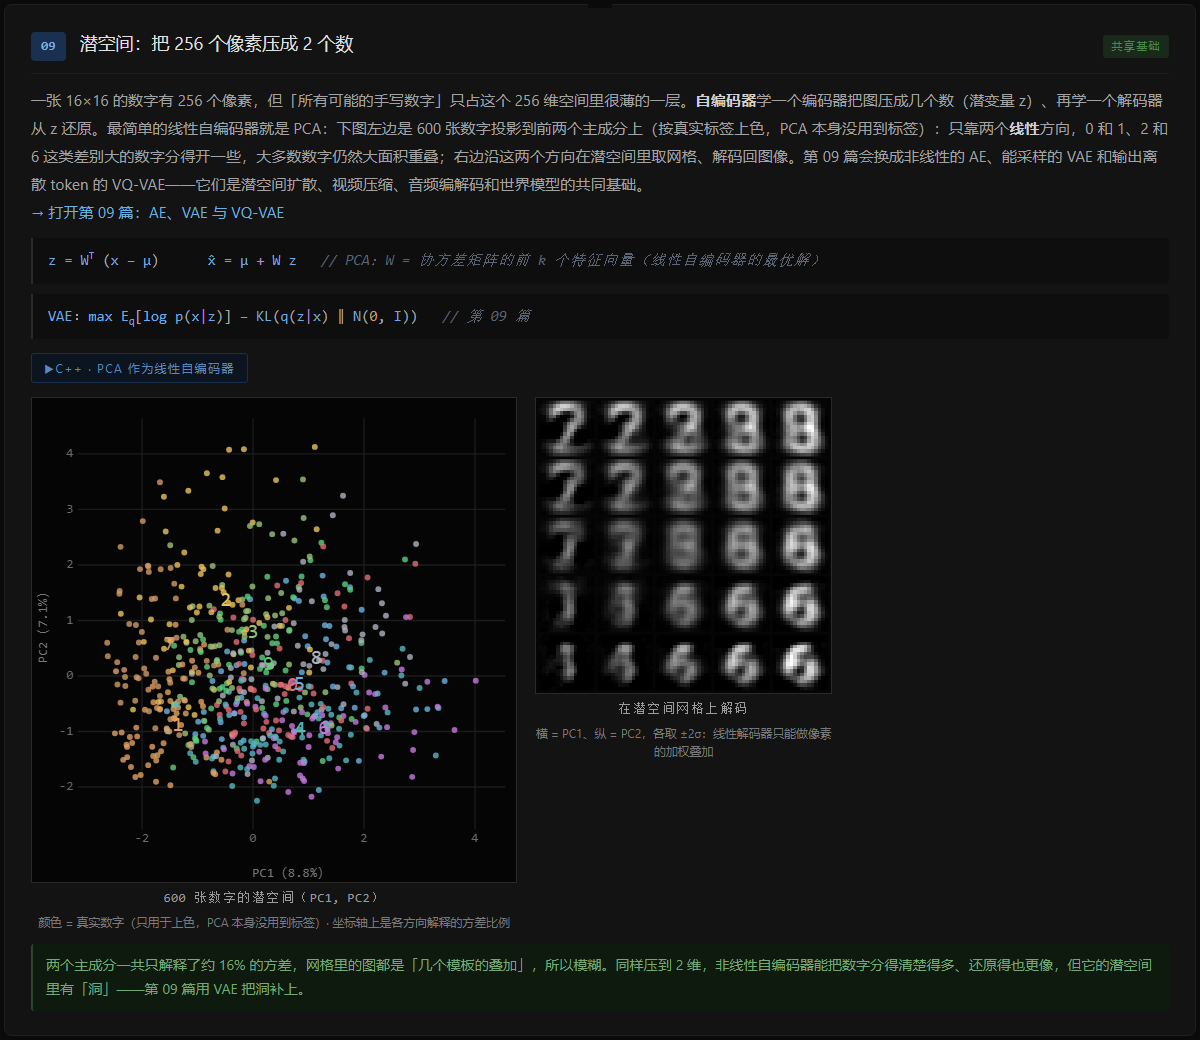 09 潜空间：把 256 个像素压成 2 个数
共享基础
一张 16×16 的数字有 256 个像素，但「所有可能的手写数字」只占这个 256 维空间里很薄的一层。自编码器学一个编码器把图压成几个数（潜变量 z）、再学一个解码器
从 z 还原。最简单的线性自编码器就是 PCA：下图左边是 600 张数字投影到前两个主成分上（按真实标签上色，PCA 本身没用到标签）：只靠两个线性方向，0 和 1、2 和
6 这类差别大的数字分得开一些，大多数数字仍然大面积重叠；右边沿这两个方向在潜空间里取网格、解码回图像。第 09 篇会换成非线性的 AE、能采样的 VAE 和输出离
散 token 的 VQ-VAE——它们是潜空间扩散、视频压缩、音频编解码和世界模型的共同基础。
→ 打开第 09 篇：AE、VAE 与 VQ-VAE
z = Wᵀ (x − μ) x̂ = μ + W z // PCA：W = 协方差矩阵的前 k 个特征向量（线性自编码器的最优解）
VAE：max E_q[log p(x|z)] − KL(q(z|x) ‖ N(0, I)) // 第 09 篇
▶C++ · PCA 作为线性自编码器
4
3
2
1
0
-1
-2
PC2 (7.1%)
2
3
9
8
7
0
5
1
4
6
-2 0 2 4
PC1 (8.8%)
600 张数字的潜空间（PC1, PC2）
颜色 = 真实数字（只用于上色，PCA 本身没用到标签）· 坐标轴上是各方向解释的方差比例
在潜空间网格上解码
横 = PC1、纵 = PC2，各取 ±2σ：线性解码器只能做像素
的加权叠加
两个主成分一共只解释了约 16% 的方差，网格里的图都是「几个模板的叠加」，所以模糊。同样压到 2 维，非线性自编码器能把数字分得清楚得多、还原得也更像，但它的潜空间
里有「洞」——第 09 篇用 VAE 把洞补上。